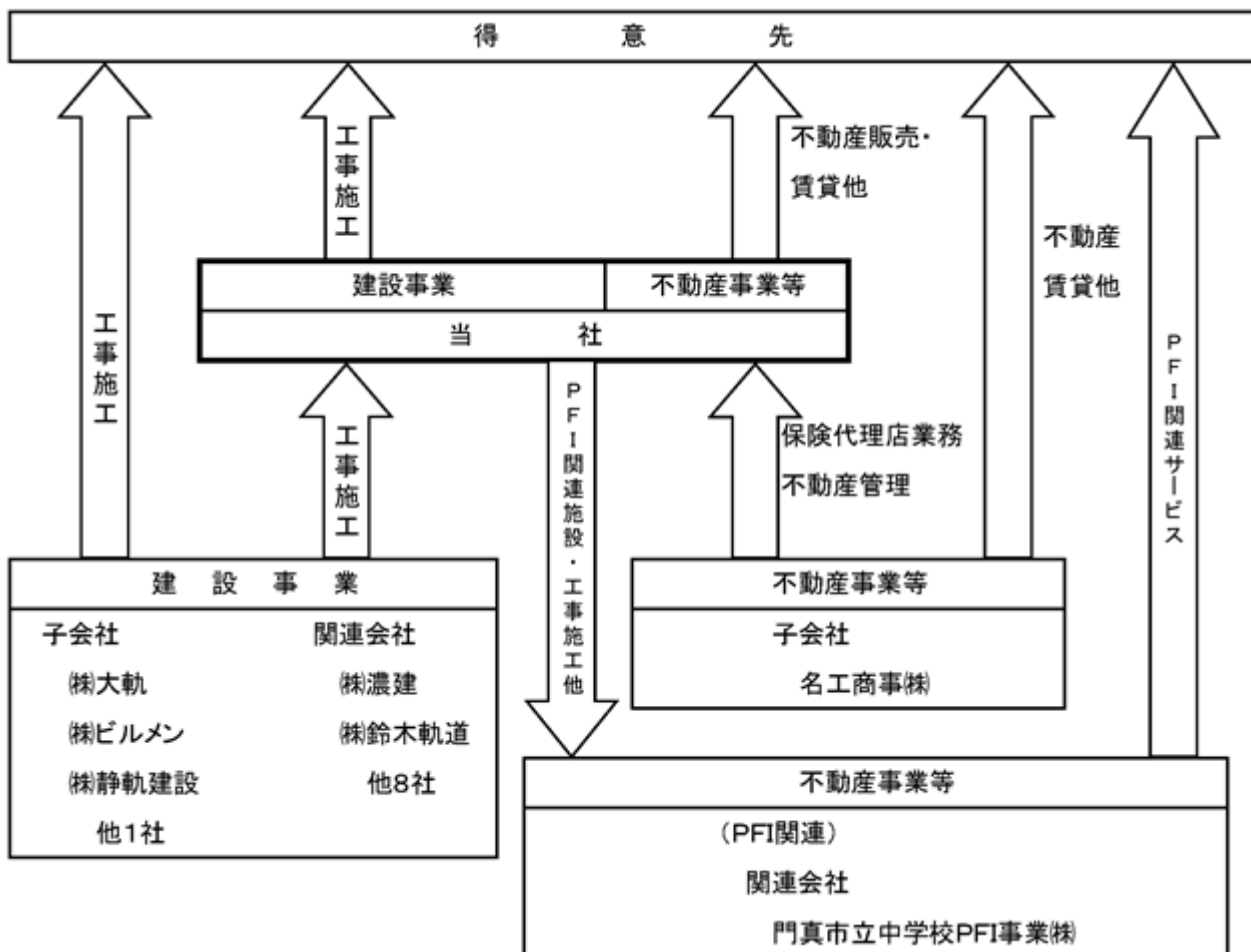 得意先
工事施工
工事施工
不動産販売・
賃貸他
不動産
賃貸他
PFI関連サービス
建設事業
不動産事業等
当社
工事施工
PFI関連施設・工事施工他
保険代理店業務
不動産管理
建設事業
子会社
㈱大軌
㈱ビルメン
㈱静軌建設
他1社
関連会社
㈱濃建
㈱鈴木軌道
他8社
不動産事業等
子会社
名工商事㈱
不動産事業等
（PFI関連）
関連会社
門真市立中学校PFI事業㈱